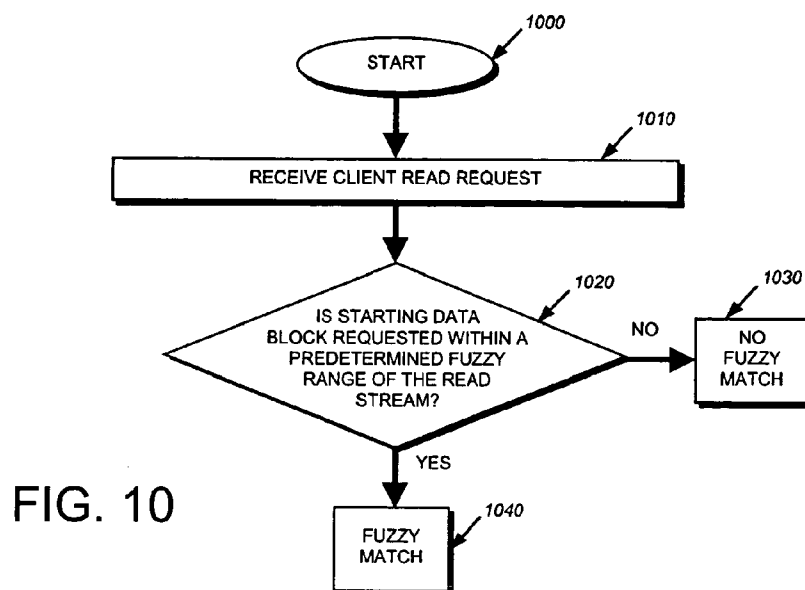 1000
START
1010
RECEIVE CLIENT READ REQUEST
1020
IS STARTING DATA
BLOCK REQUESTED WITHIN A
PREDETERMINED FUZZY
RANGE OF THE READ
STREAM?
NO
1030
NO
FUZZY
MATCH
YES
1040
FUZZY
MATCH
FIG. 10